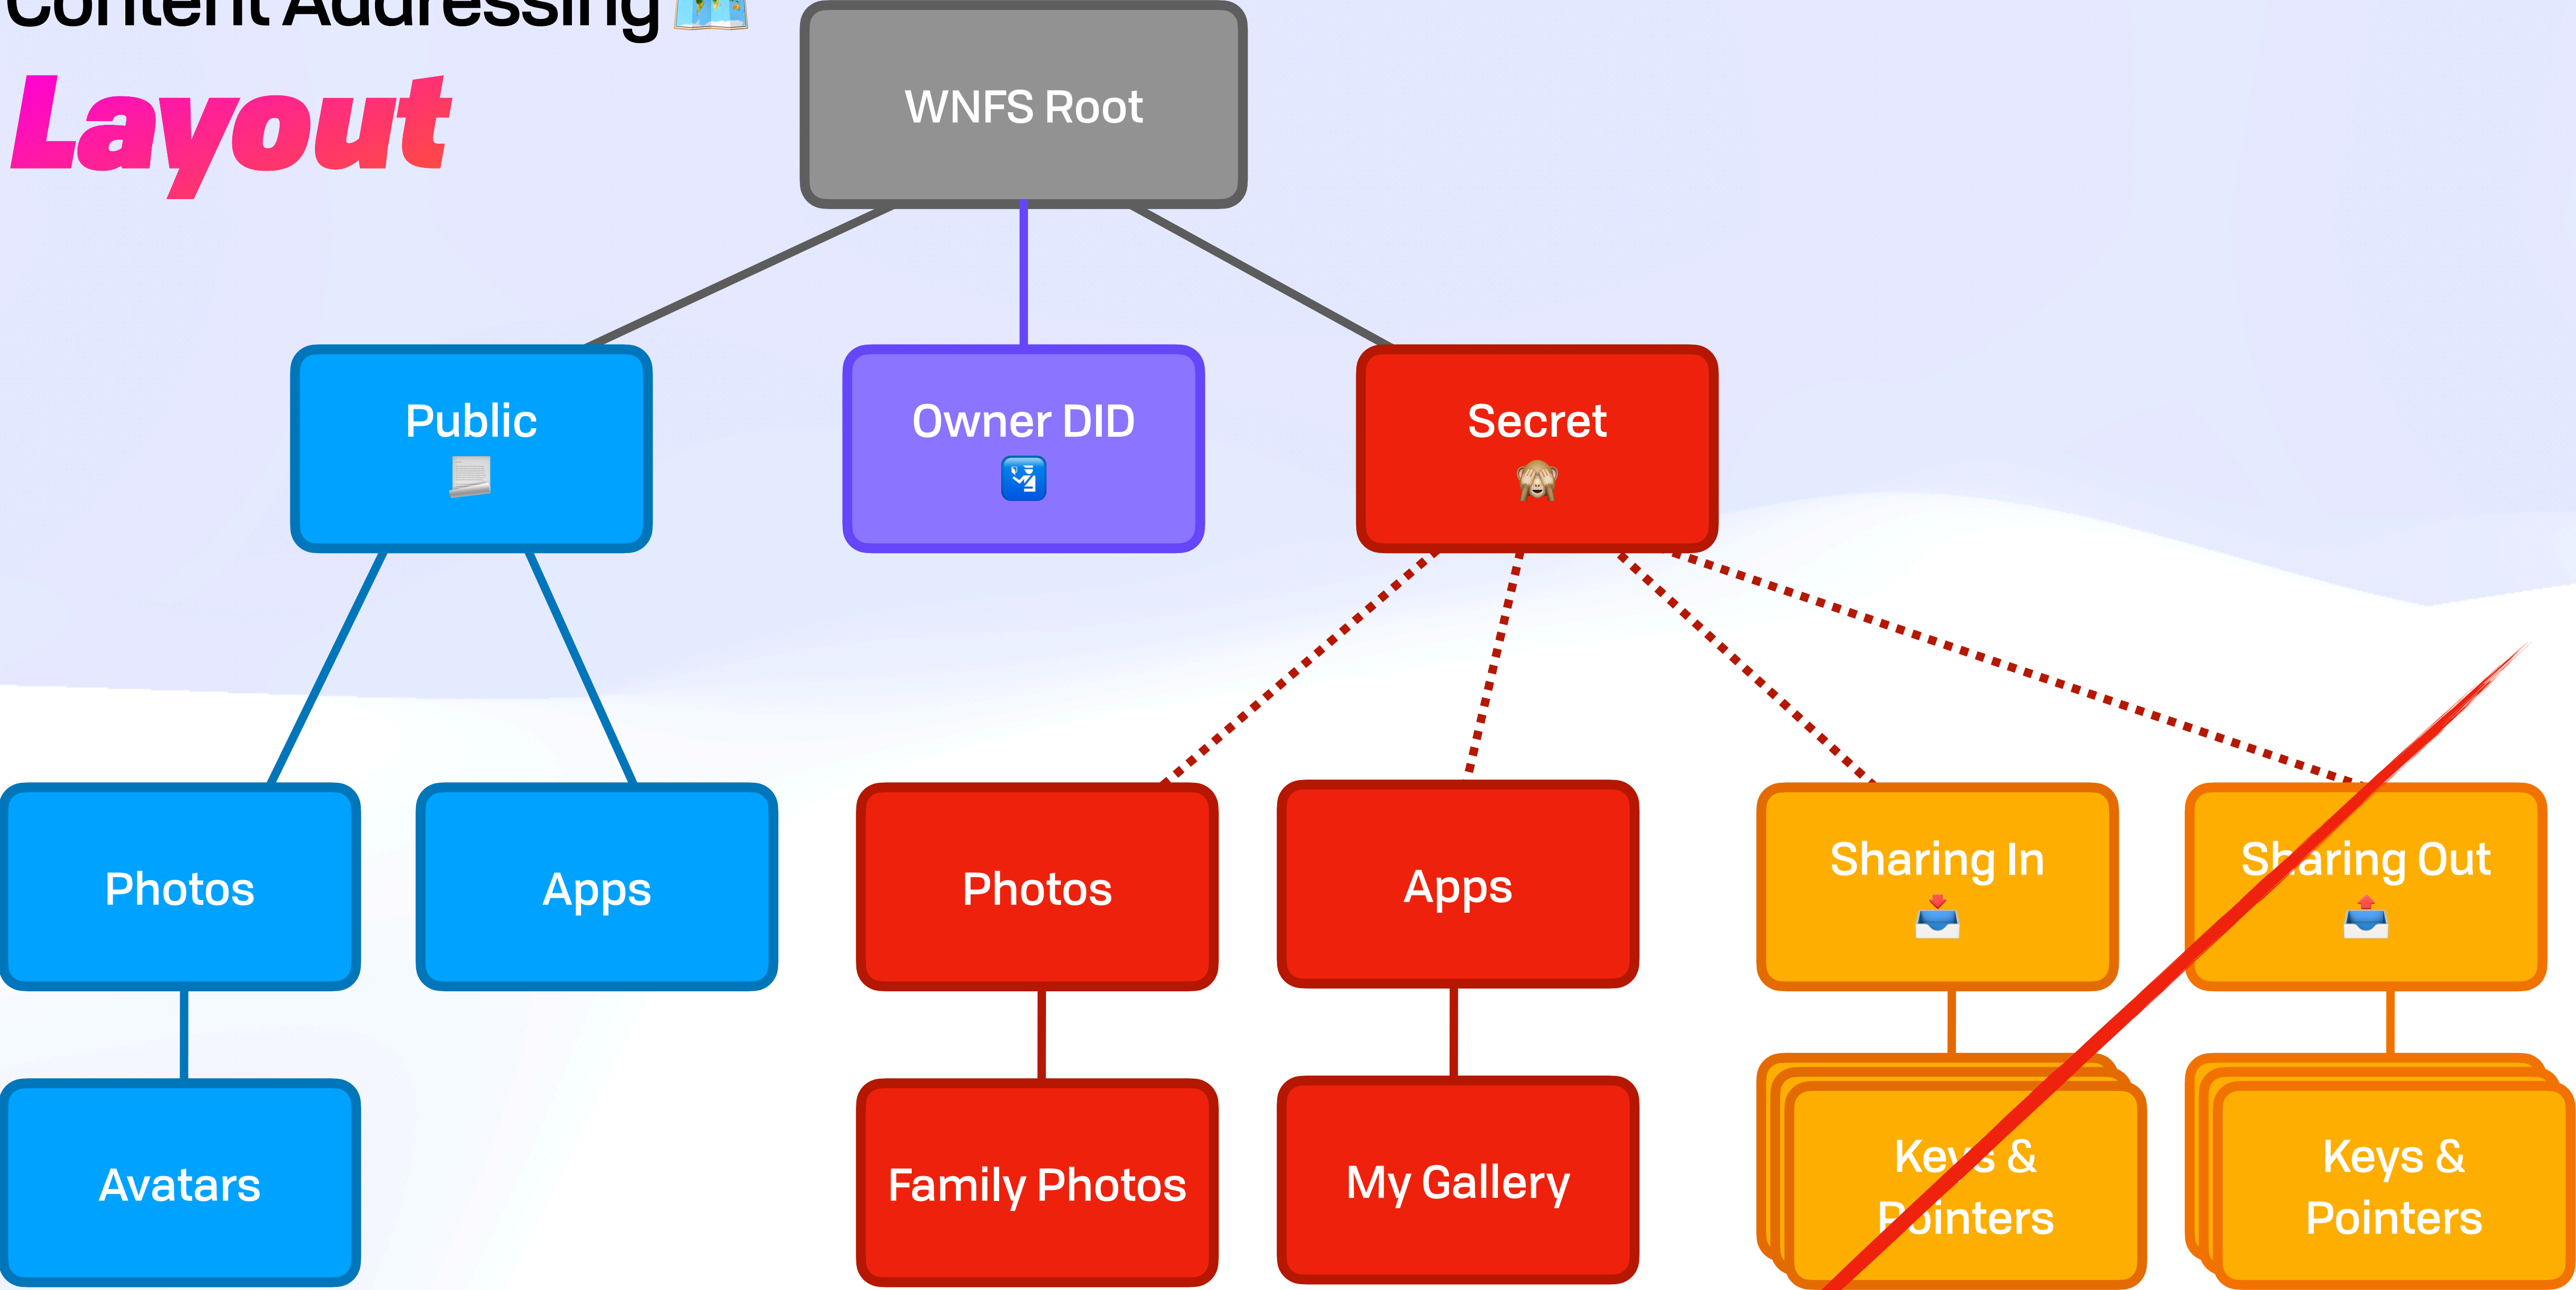 Content Addressing
Layout
WNFS Root
Public
Owner DID
Secret
Photos
Apps
Photos
Apps
Sharing In
Sharing Out
Avatars
Family Photos
My Gallery
Keys &
Pointers
Keys &
Pointers